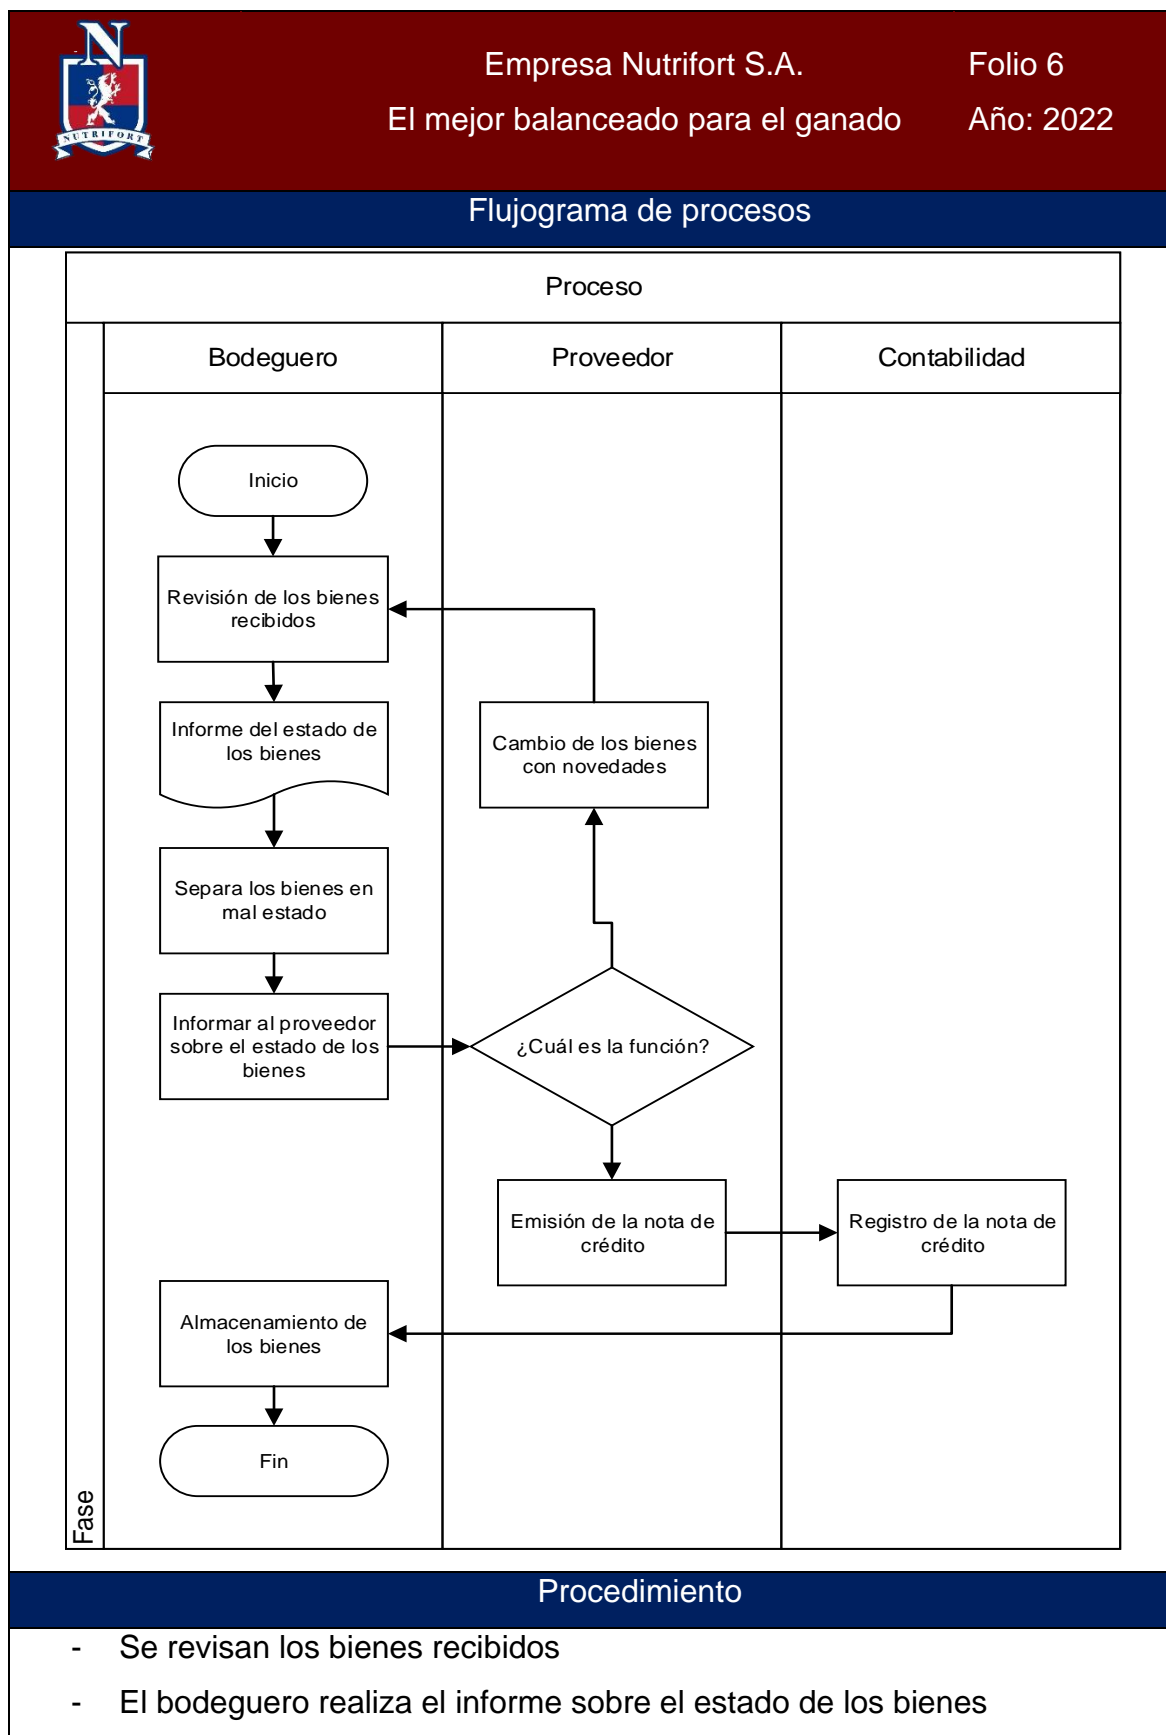 N
NUTRIFORT
Empresa Nutrifort S.A.
El mejor balanceado para el ganado
Folio 6
Año: 2022
Flujograma de procesos
Proceso
Bodeguero
Proveedor
Contabilidad
Inicio
Revisión de los bienes
recibidos
Informe del estado de
los bienes
Cambio de los bienes
con novedades
Separa los bienes en
mal estado
Informar al proveedor
sobre el estado de los
bienes
¿Cuál es la función?
Emisión de la nota de
crédito
Registro de la nota de
crédito
Almacenamiento de
los bienes
Fin
Fase
Procedimiento
- Se revisan los bienes recibidos
- El bodeguero realiza el informe sobre el estado de los bienes